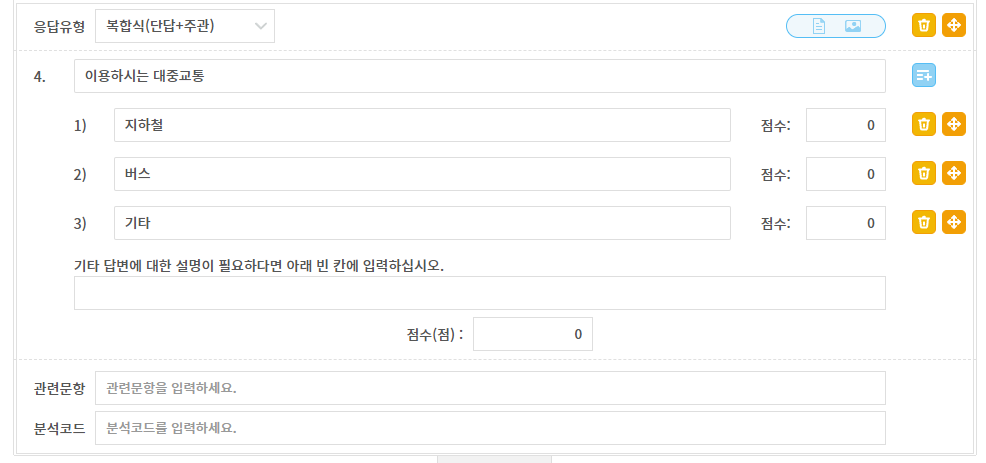 응답유형 복합식(단답+주관)
4. 이용하시는 대중교통
1) 지하철 점수: 0
2) 버스 점수: 0
3) 기타 점수: 0
기타 답변에 대한 설명이 필요하다면 아래 빈 칸에 입력하십시오.
점수(점) : 0
관련문항 관련문항을 입력하세요.
분석코드 분석코드를 입력하세요.